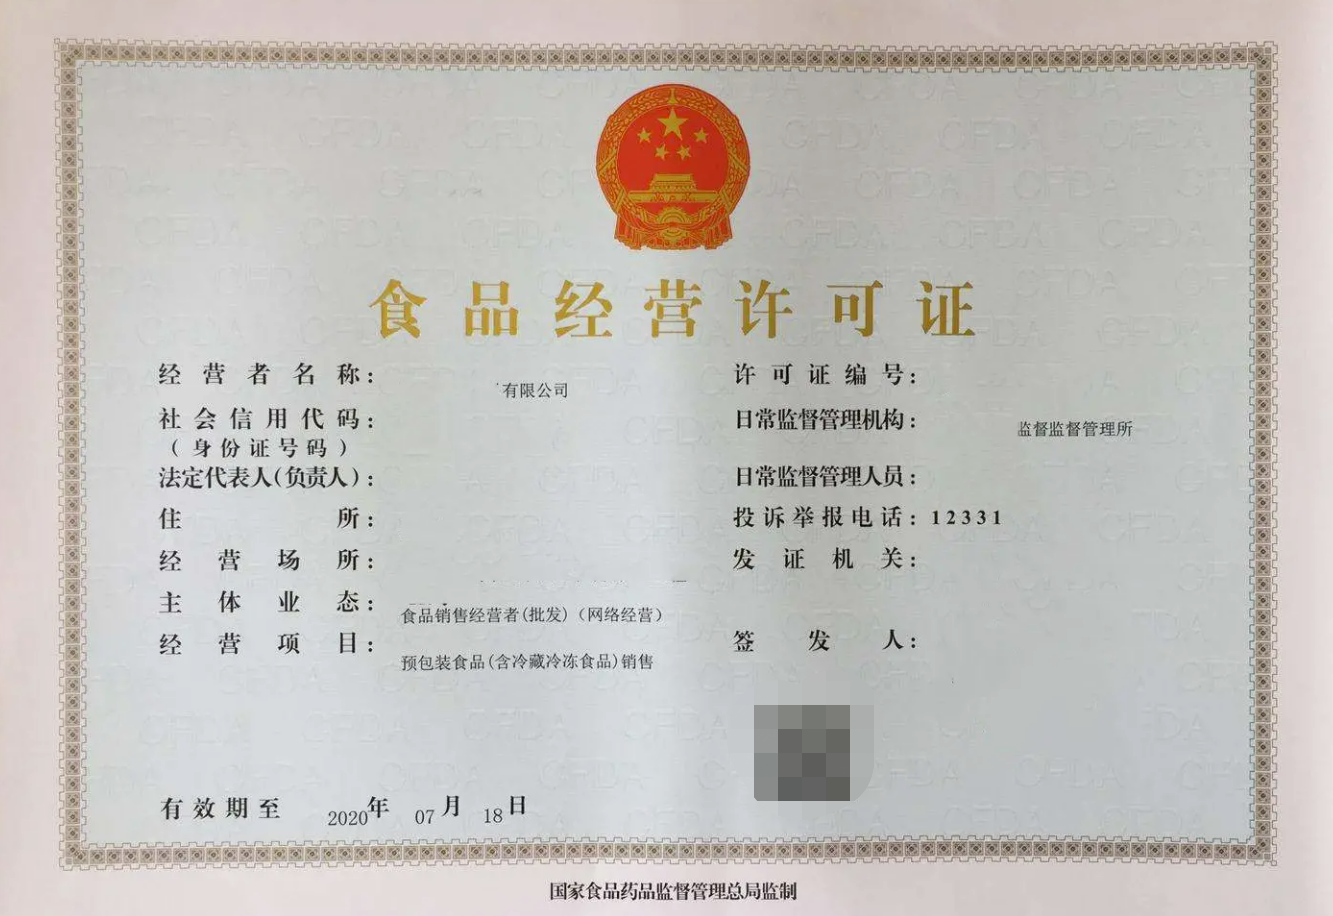 食品经营许可证
经营者名称： 有限公司
社会信用代码：
（身份证号码）
法定代表人(负责人)：
住所：
经营场所：
主体业态： 食品销售经营者(批发)（网络经营）
经营项目： 预包装食品(含冷藏冷冻食品)销售
许可证编号：
日常监督管理机构： 监督监督管理所
日常监督管理人员：
投诉举报电话：12331
发证机关：
签发人：
有效期至 2020年 07月 18日
国家食品药品监督管理总局监制